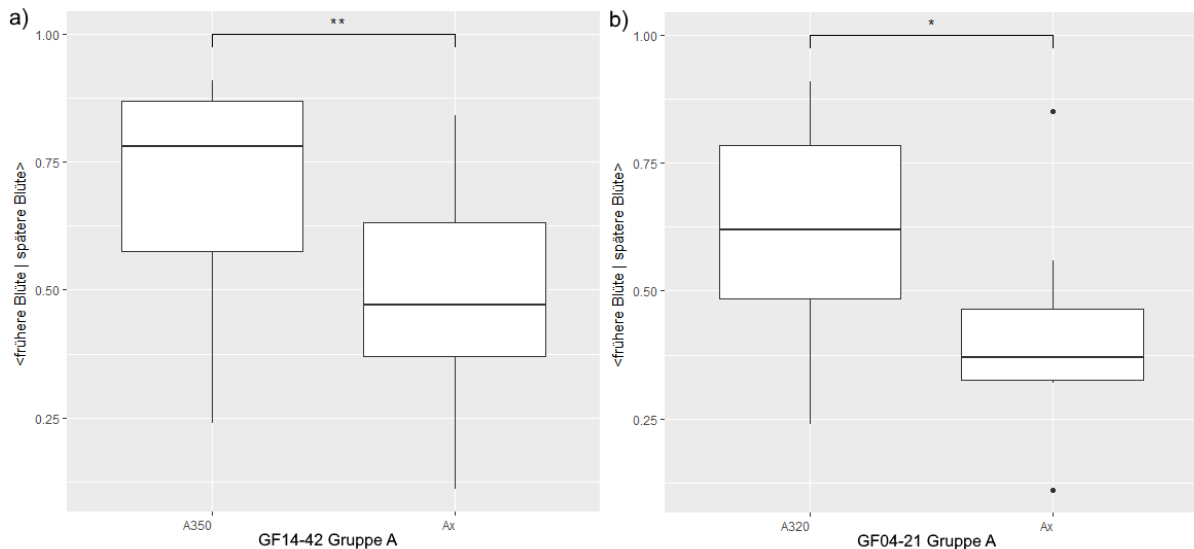 a)
**
1.00
0.75
0.50
0.25
<frühere Blüte | spätere Blüte>
A350
Ax
GF14-42 Gruppe A
b)
*
1.00
0.75
0.50
0.25
<frühere Blüte | spätere Blüte>
A320
Ax
GF04-21 Gruppe A